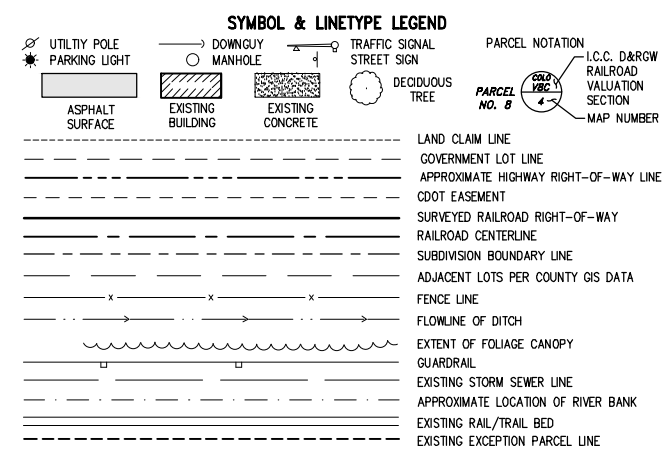 SYMBOL & LINETYPE LEGEND
UTILTIY POLE
DOWNGUY
TRAFFIC SIGNAL
PARKING LIGHT
MANHOLE
STREET SIGN
ASPHALT
SURFACE
EXISTING
BUILDING
EXISTING
CONCRETE
DECIDUOUS
TREE
PARCEL NOTATION
PARCEL
NO. 8
COLO
VBC
4
I.C.C. D&RGW
RAILROAD
VALUATION
SECTION
MAP NUMBER
LAND CLAIM LINE
GOVERNMENT LOT LINE
APPROXIMATE HIGHWAY RIGHT-OF-WAY LINE
CDOT EASEMENT
SURVEYED RAILROAD RIGHT-OF-WAY
RAILROAD CENTERLINE
SUBDIVISION BOUNDARY LINE
ADJACENT LOTS PER COUNTY GIS DATA
x x x FENCE LINE
FLOWLINE OF DITCH
EXTENT OF FOLIAGE CANOPY
GUARDRAIL
EXISTING STORM SEWER LINE
APPROXIMATE LOCATION OF RIVER BANK
EXISTING RAIL/TRAIL BED
EXISTING EXCEPTION PARCEL LINE